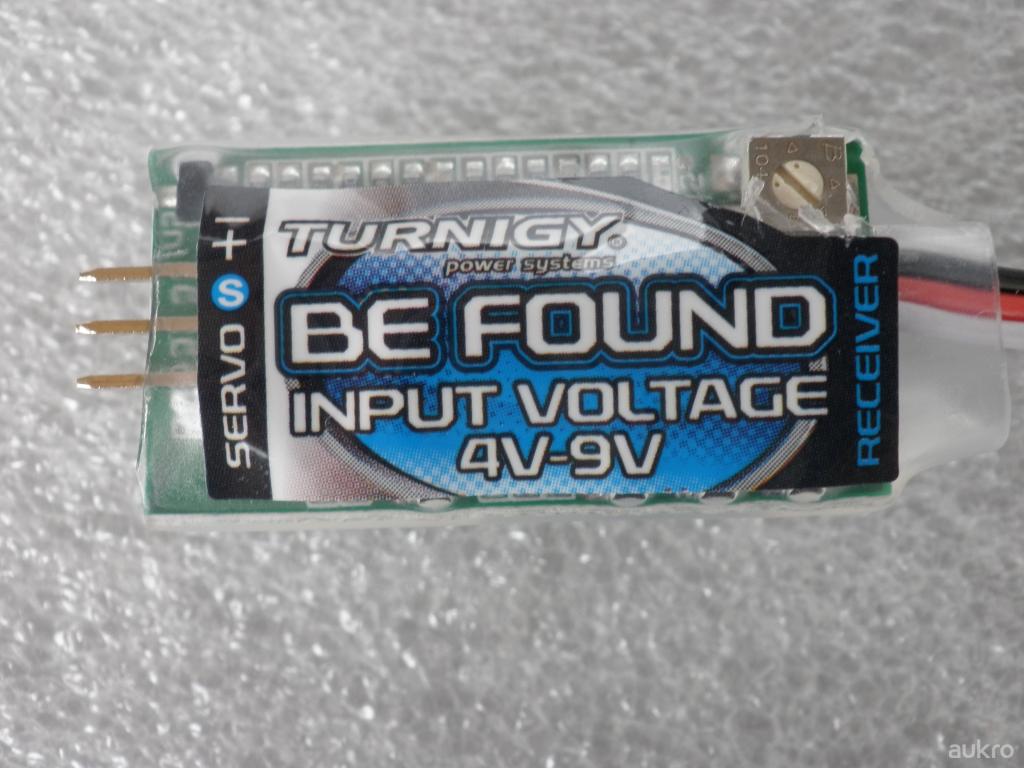 TURNIGY
power systems
BE FOUND
INPUT VOLTAGE
4V-9V
SERVO S + -
RECEIVER
104
B
aukro